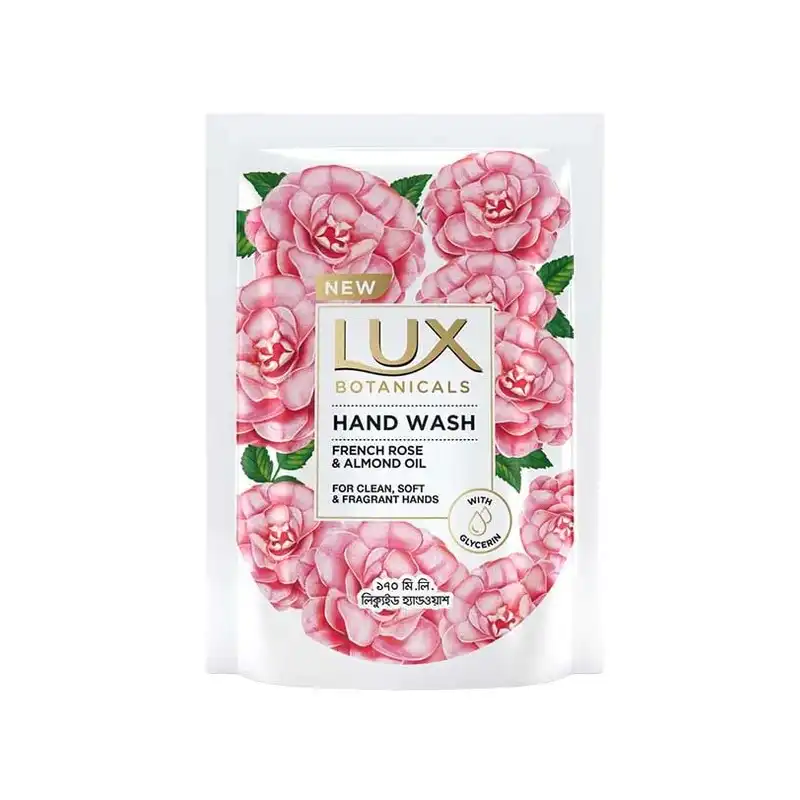 NEW
LUX
BOTANICALS
HAND WASH
FRENCH ROSE
& ALMOND OIL
FOR CLEAN, SOFT
& FRAGRANT HANDS
WITH
GLYCERIN
১৭০ মি.লি.
লিকুইড হ্যান্ডওয়াশ